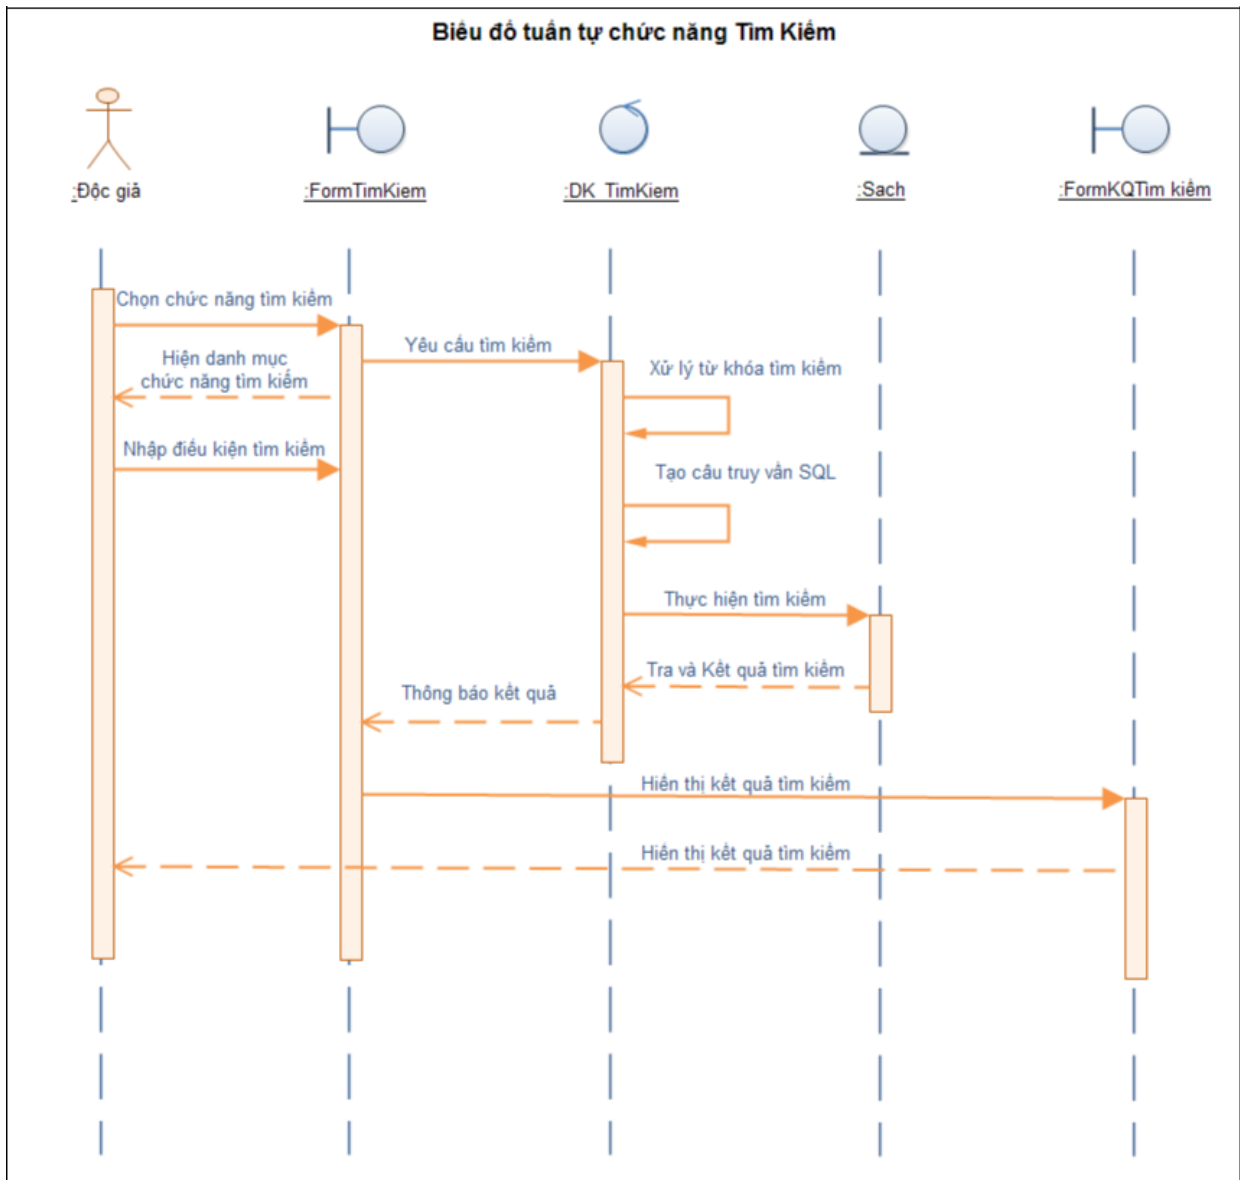 Biểu đồ tuần tự chức năng Tìm Kiếm
:Độc giả
:FormTimKiem
:DK_TimKiem
:Sach
:FormKQTìm kiếm
Chọn chức năng tìm kiếm
Yêu cầu tìm kiếm
Hiện danh mục
chức năng tìm kiếm
Xử lý từ khóa tìm kiếm
Nhập điều kiện tìm kiếm
Tạo câu truy vấn SQL
Thực hiện tìm kiếm
Tra và Kết quả tìm kiếm
Thông báo kết quả
Hiển thị kết quả tìm kiếm
Hiển thị kết quả tìm kiếm